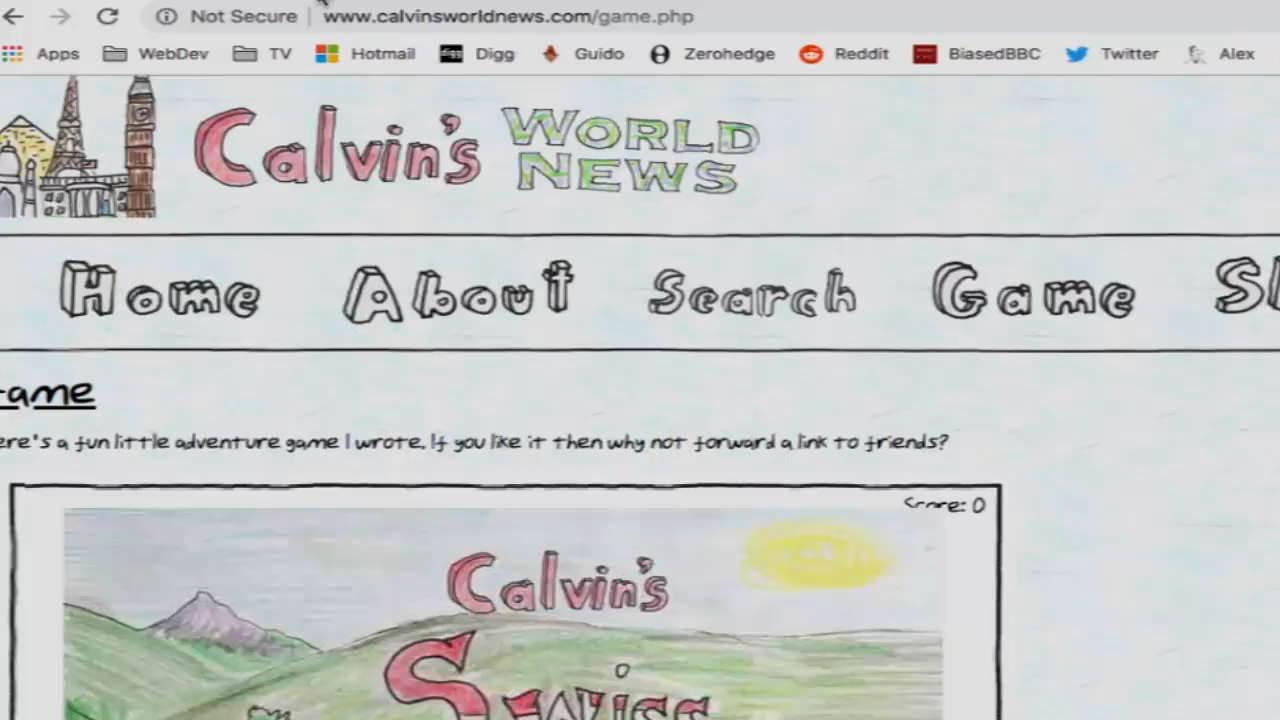 Not Secure | www.calvinsworldnews.com/game.php
Apps WebDev TV Hotmail Digg Guido Zerohedge Reddit BiasedBBC Twitter Alex
Calvin's WORLD
NEWS
Home About Search Game
ame
ere's a fun little adventure game I wrote. If you like it then why not forward a link to friends?
Score: 0
Calvin's